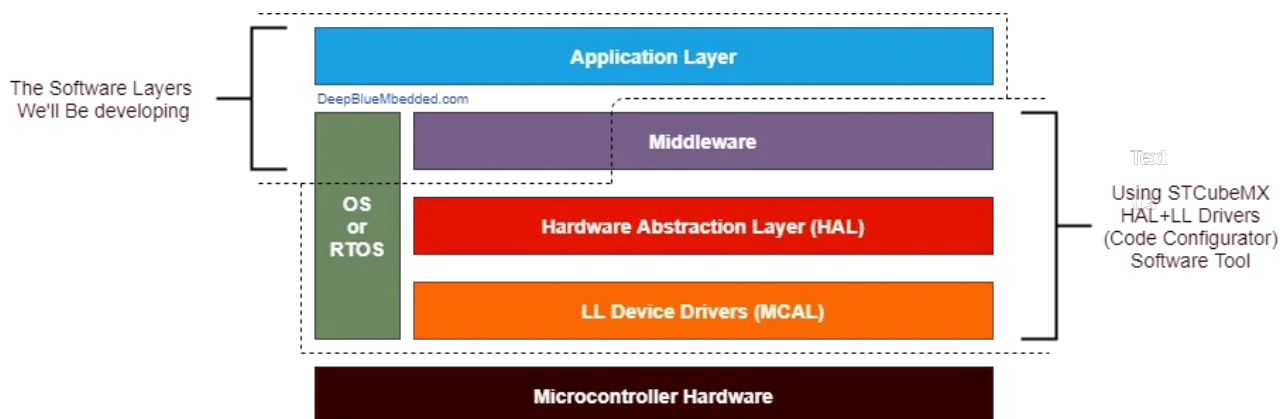 Application Layer
The Software Layers
We'll Be developing
DeepBlueMbedded.com
Middleware
Text
OS
or
RTOS
Hardware Abstraction Layer (HAL)
Using STCubeMX
HAL+LL Drivers
(Code Configurator)
Software Tool
LL Device Drivers (MCAL)
Microcontroller Hardware